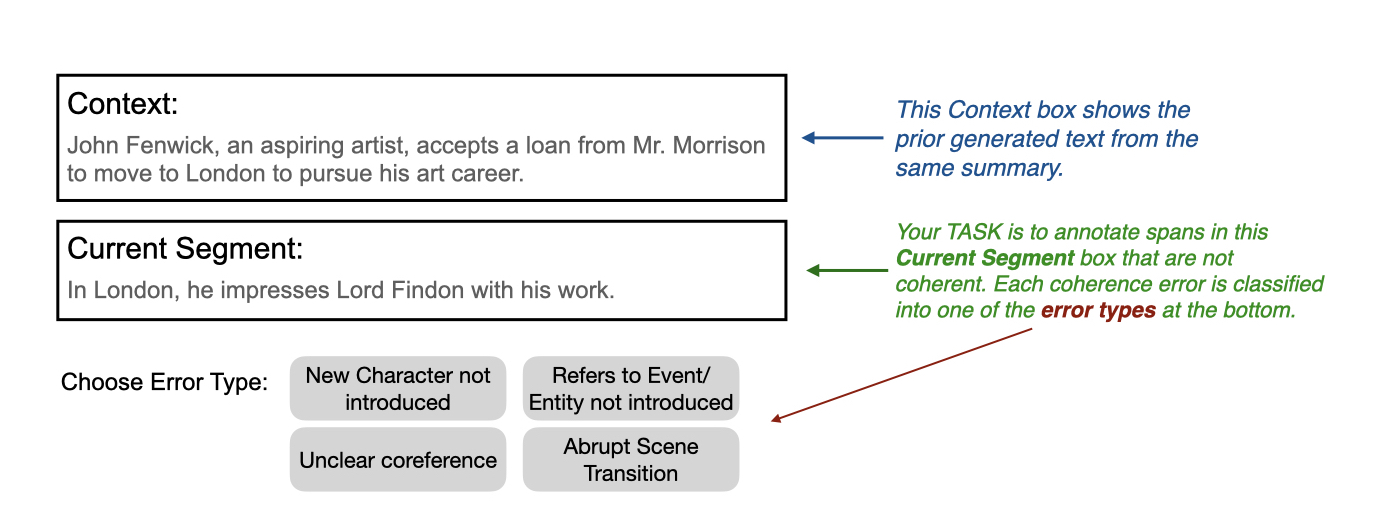 Context:
John Fenwick, an aspiring artist, accepts a loan from Mr. Morrison
to move to London to pursue his art career.
This Context box shows the
prior generated text from the
same summary.
Current Segment:
In London, he impresses Lord Findon with his work.
Your TASK is to annotate spans in this
Current Segment box that are not
coherent. Each coherence error is classified
into one of the error types at the bottom.
Choose Error Type:
New Character not
introduced
Refers to Event/
Entity not introduced
Unclear coreference
Abrupt Scene
Transition